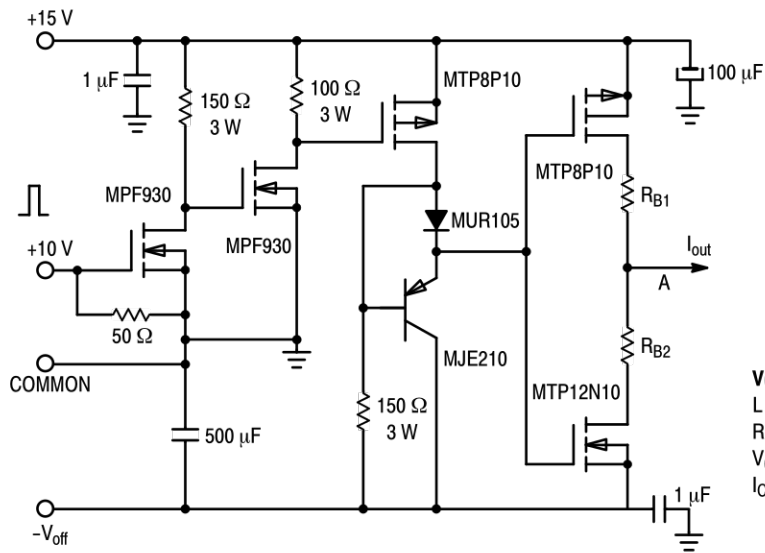 +15 V
1 μF
150 Ω
3 W
100 Ω
3 W
MTP8P10
100 μF
MPF930
MTP8P10
RB1
MUR105
+10 V
MPF930
Iout
A
50 Ω
RB2
COMMON
MJE210
MTP12N10
150 Ω
3 W
500 μF
1 μF
–Voff
V
L
R
V
IC